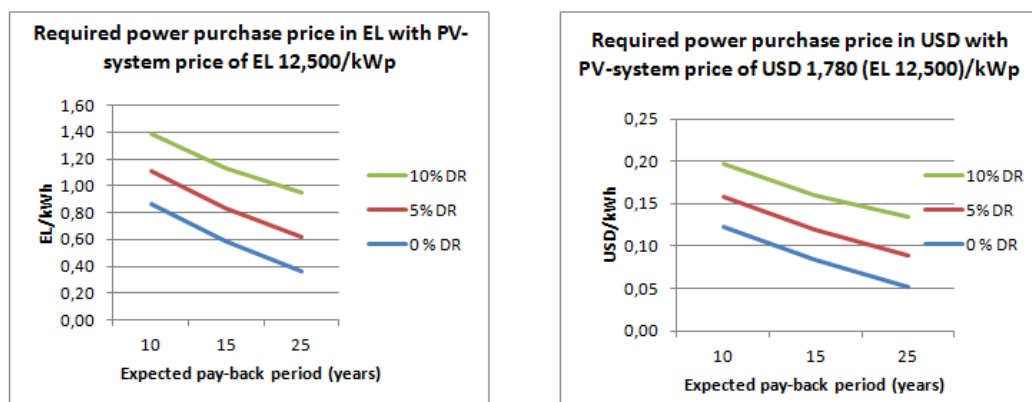 Required power purchase price in EL with PV-
system price of EL 12,500/kWp
1,60
1,40
1,20
1,00
0,80
0,60
0,40
0,20
0,00
EL/kWh
10
15
25
Expected pay-back period (years)
10% DR
5% DR
0 % DR
Required power purchase price in USD with
PV-system price of USD 1,780 (EL 12,500)/kWp
0,25
0,20
0,15
0,10
0,05
0,00
USD/kWh
10
15
25
Expected pay-back period (years)
10% DR
5% DR
0 % DR